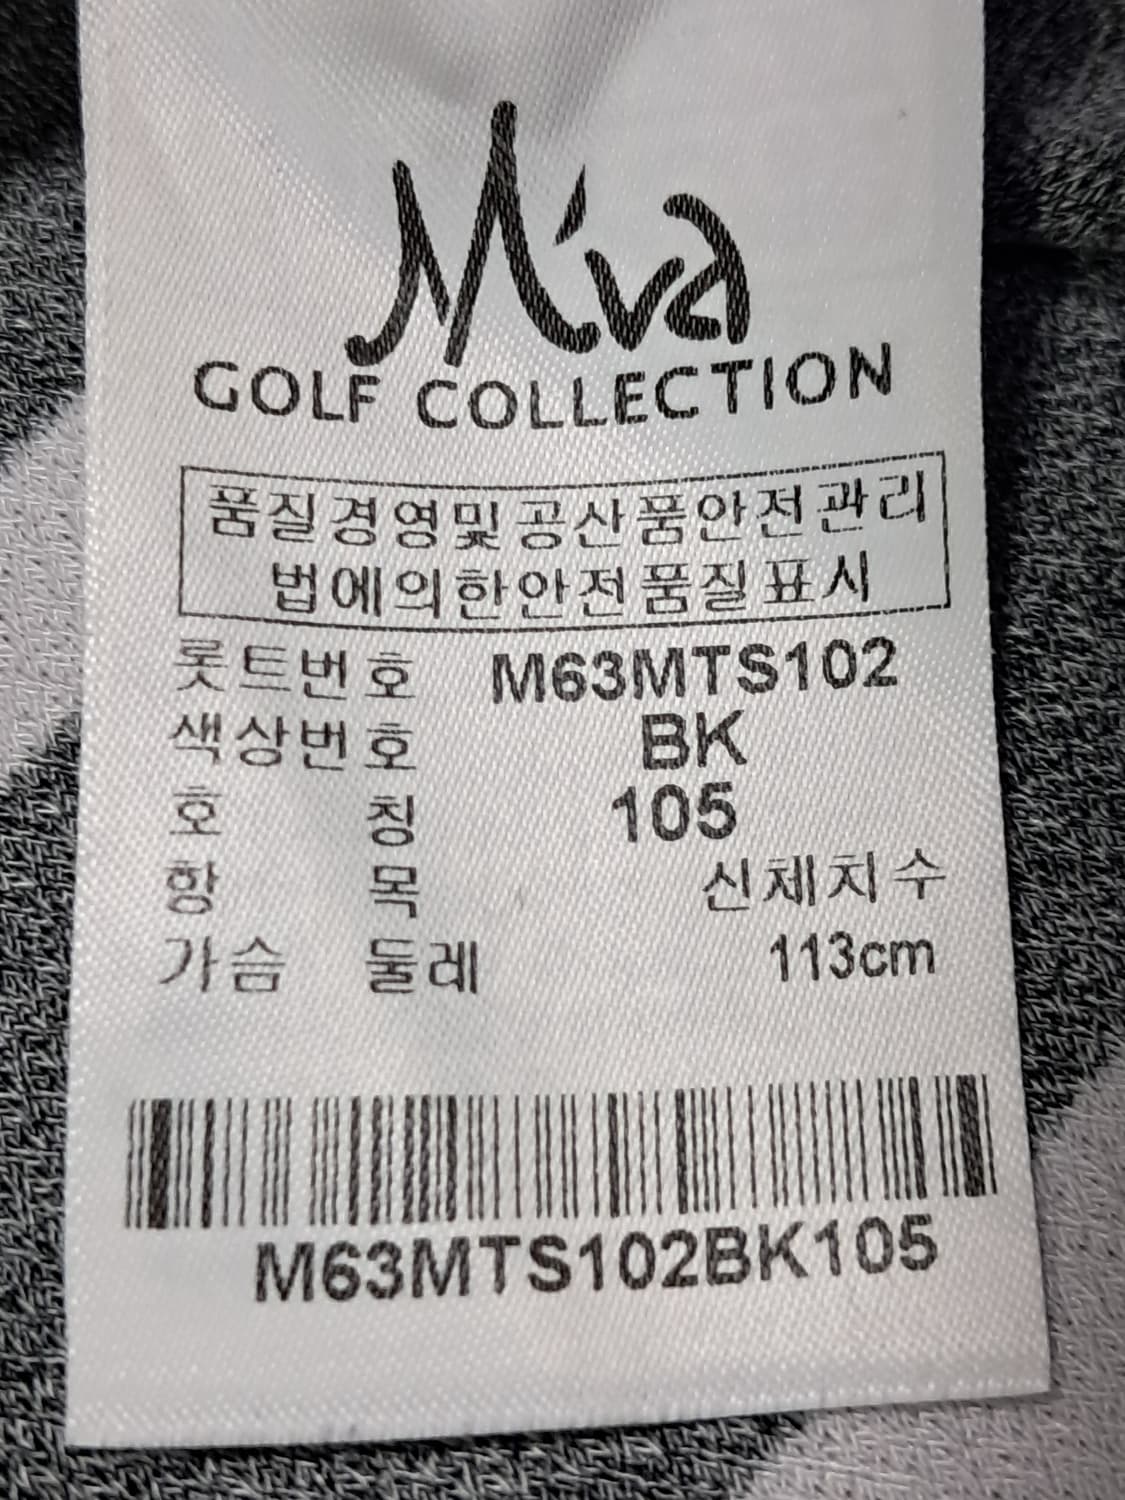 M'va
GOLF COLLECTION
품질경영및공산품안전관리
법에의한안전품질표시
롯트번호 M63MTS102
색상번호 BK
호 칭 105
항 목 신체치수
가슴 둘레 113cm
M63MTS102BK105